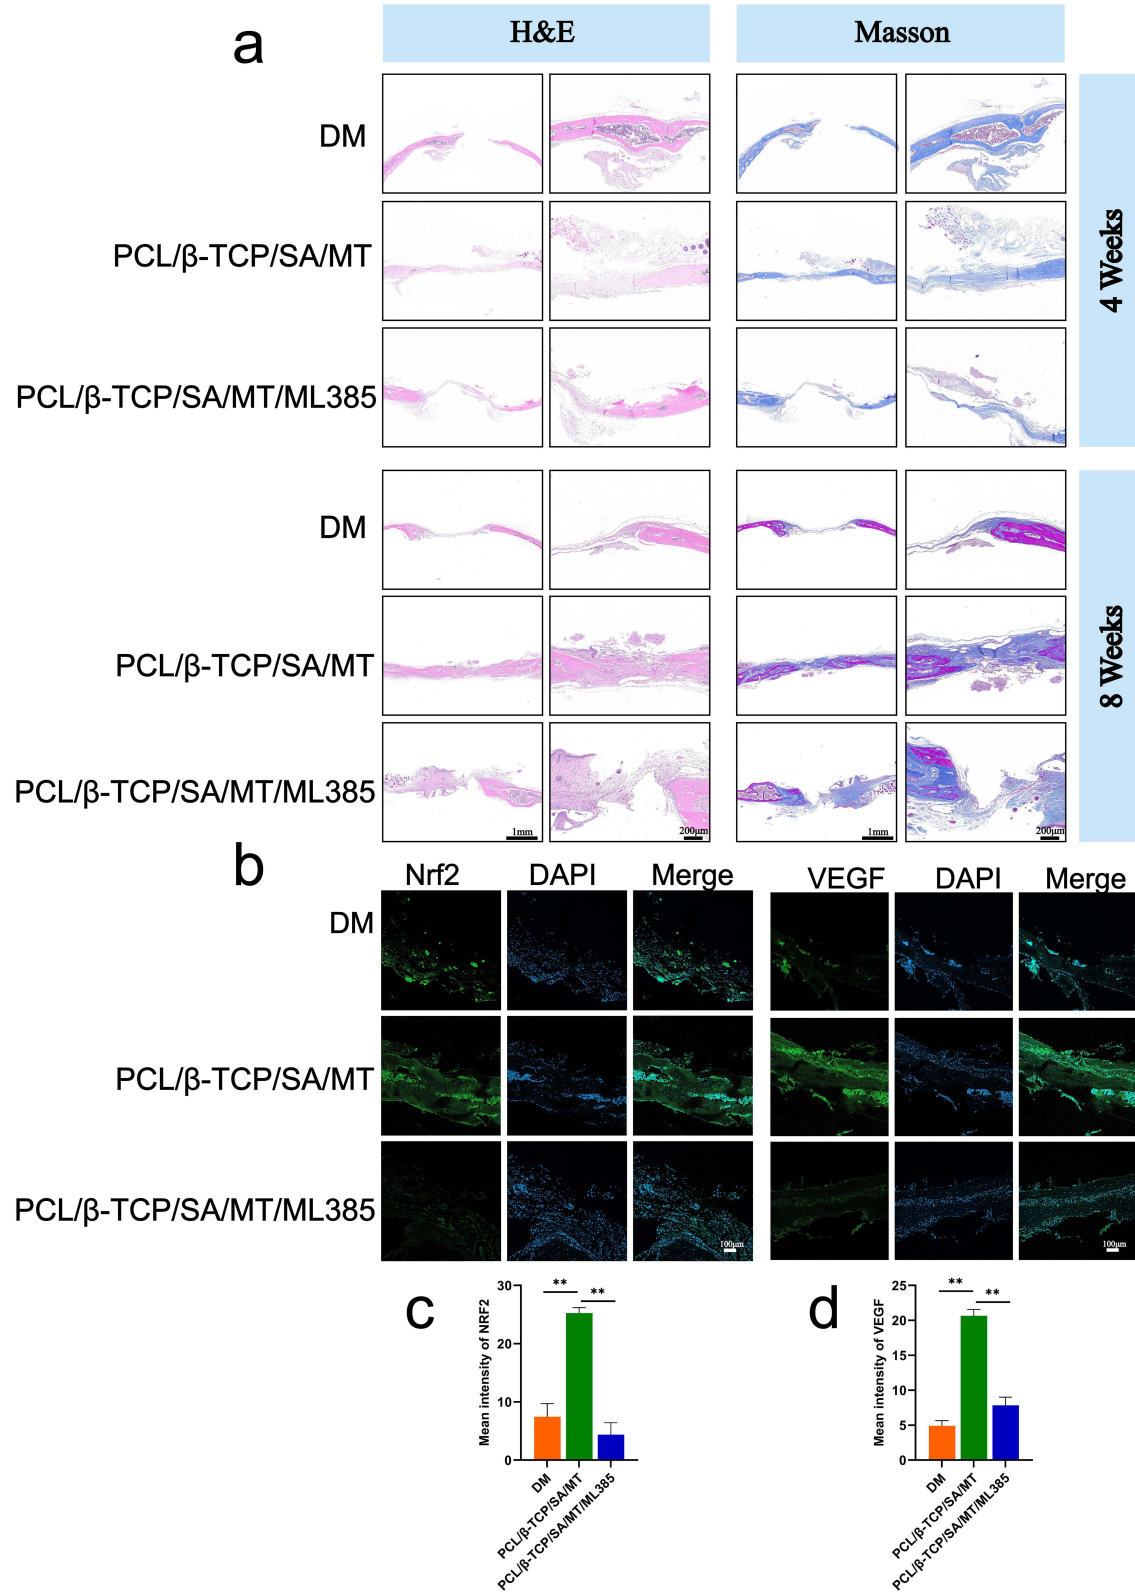 a
H&E
Masson
DM
PCL/β-TCP/SA/MT
PCL/β-TCP/SA/MT/ML385
4 Weeks
DM
PCL/β-TCP/SA/MT
PCL/β-TCP/SA/MT/ML385
8 Weeks
1mm
200μm
1mm
200μm
b
Nrf2
DAPI
Merge
VEGF
DAPI
Merge
DM
PCL/β-TCP/SA/MT
PCL/β-TCP/SA/MT/ML385
100μm
100μm
c
Mean intensity of NRF2
30
20
10
0
**
**
DM
PCL/β-TCP/SA/MT
PCL/β-TCP/SA/MT/ML385
d
Mean intensity of VEGF
25
20
15
10
5
0
**
**
DM
PCL/β-TCP/SA/MT
PCL/β-TCP/SA/MT/ML385